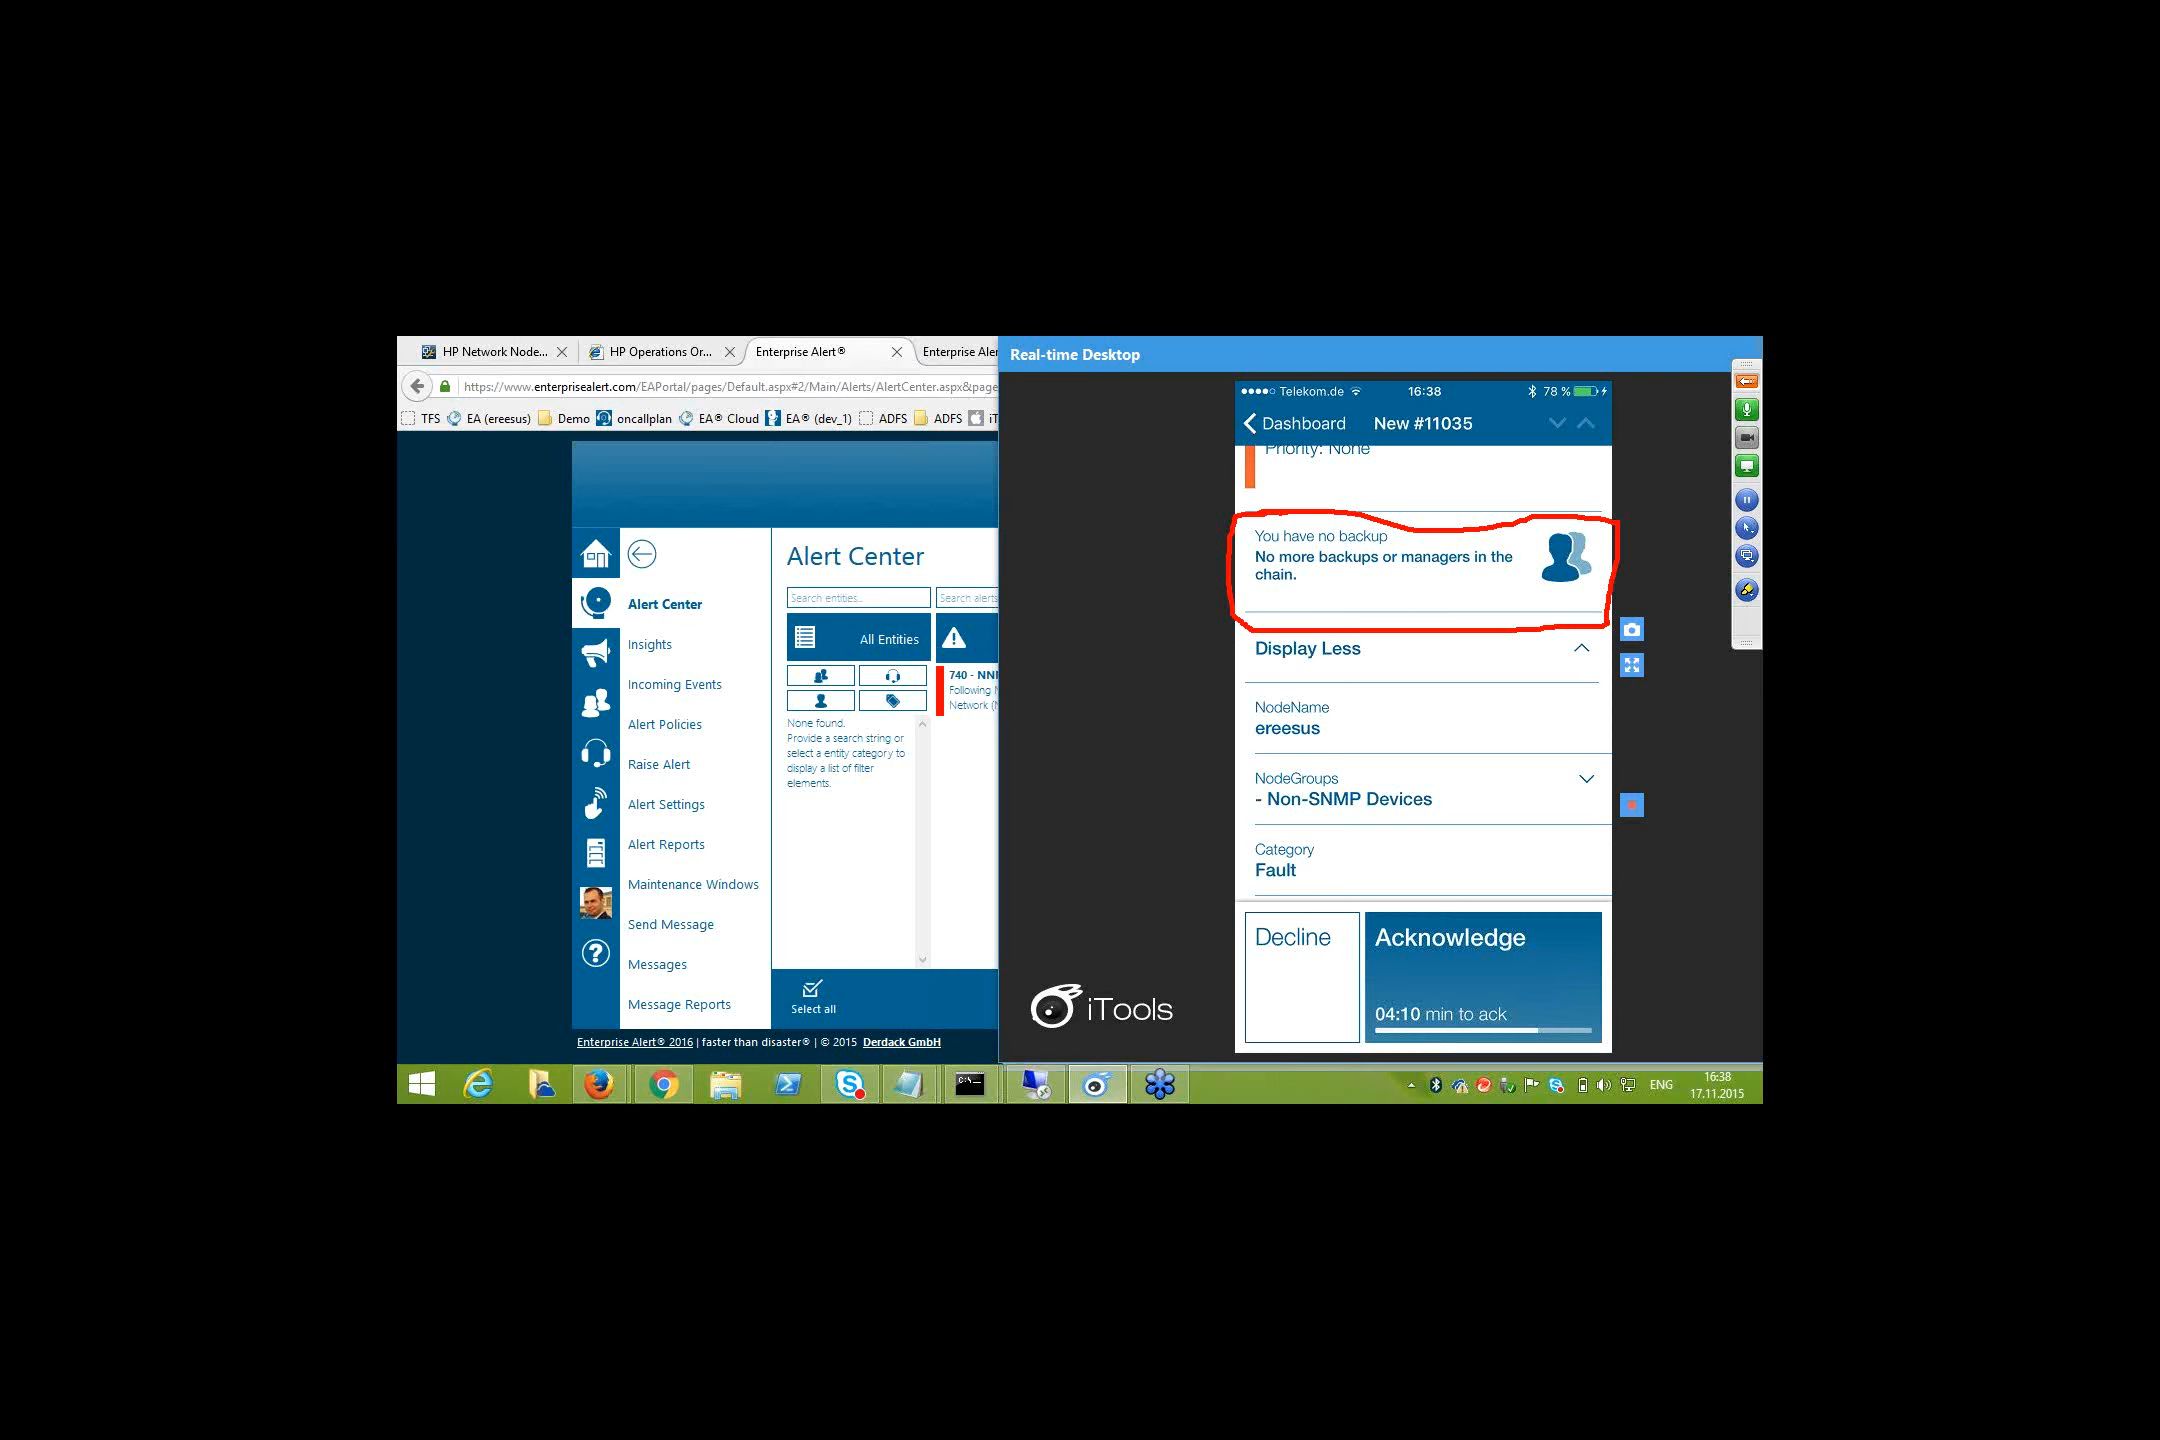 HP Network Node...
HP Operations Or...
Enterprise Alert®
Enterprise Aler
https://www.enterprisealert.com/EAPortal/pages/Default.aspx#2/Main/Alerts/AlertCenter.aspx&page
TFS
EA (ereesus)
Demo
oncallplan
EA® Cloud
EA® (dev_1)
ADFS
ADFS
iT
Alert Center
Insights
Incoming Events
Alert Policies
Raise Alert
Alert Settings
Alert Reports
Maintenance Windows
Send Message
Messages
Message Reports
Alert Center
Search entities...
Search alerts
All Entities
740 - NNI
Following N
Network (N
None found.
Provide a search string or
select a entity category to
display a list of filter
elements.
Select all
Enterprise Alert® 2016 | faster than disaster® | © 2015 Derdack GmbH
Real-time Desktop
Telekom.de
16:38
78 %
Dashboard
New #11035
Priority: None
You have no backup
No more backups or managers in the
chain.
Display Less
NodeName
ereesus
NodeGroups
- Non-SNMP Devices
Category
Fault
Decline
Acknowledge
04:10 min to ack
iTools
C:\_
ENG
16:38
17.11.2015